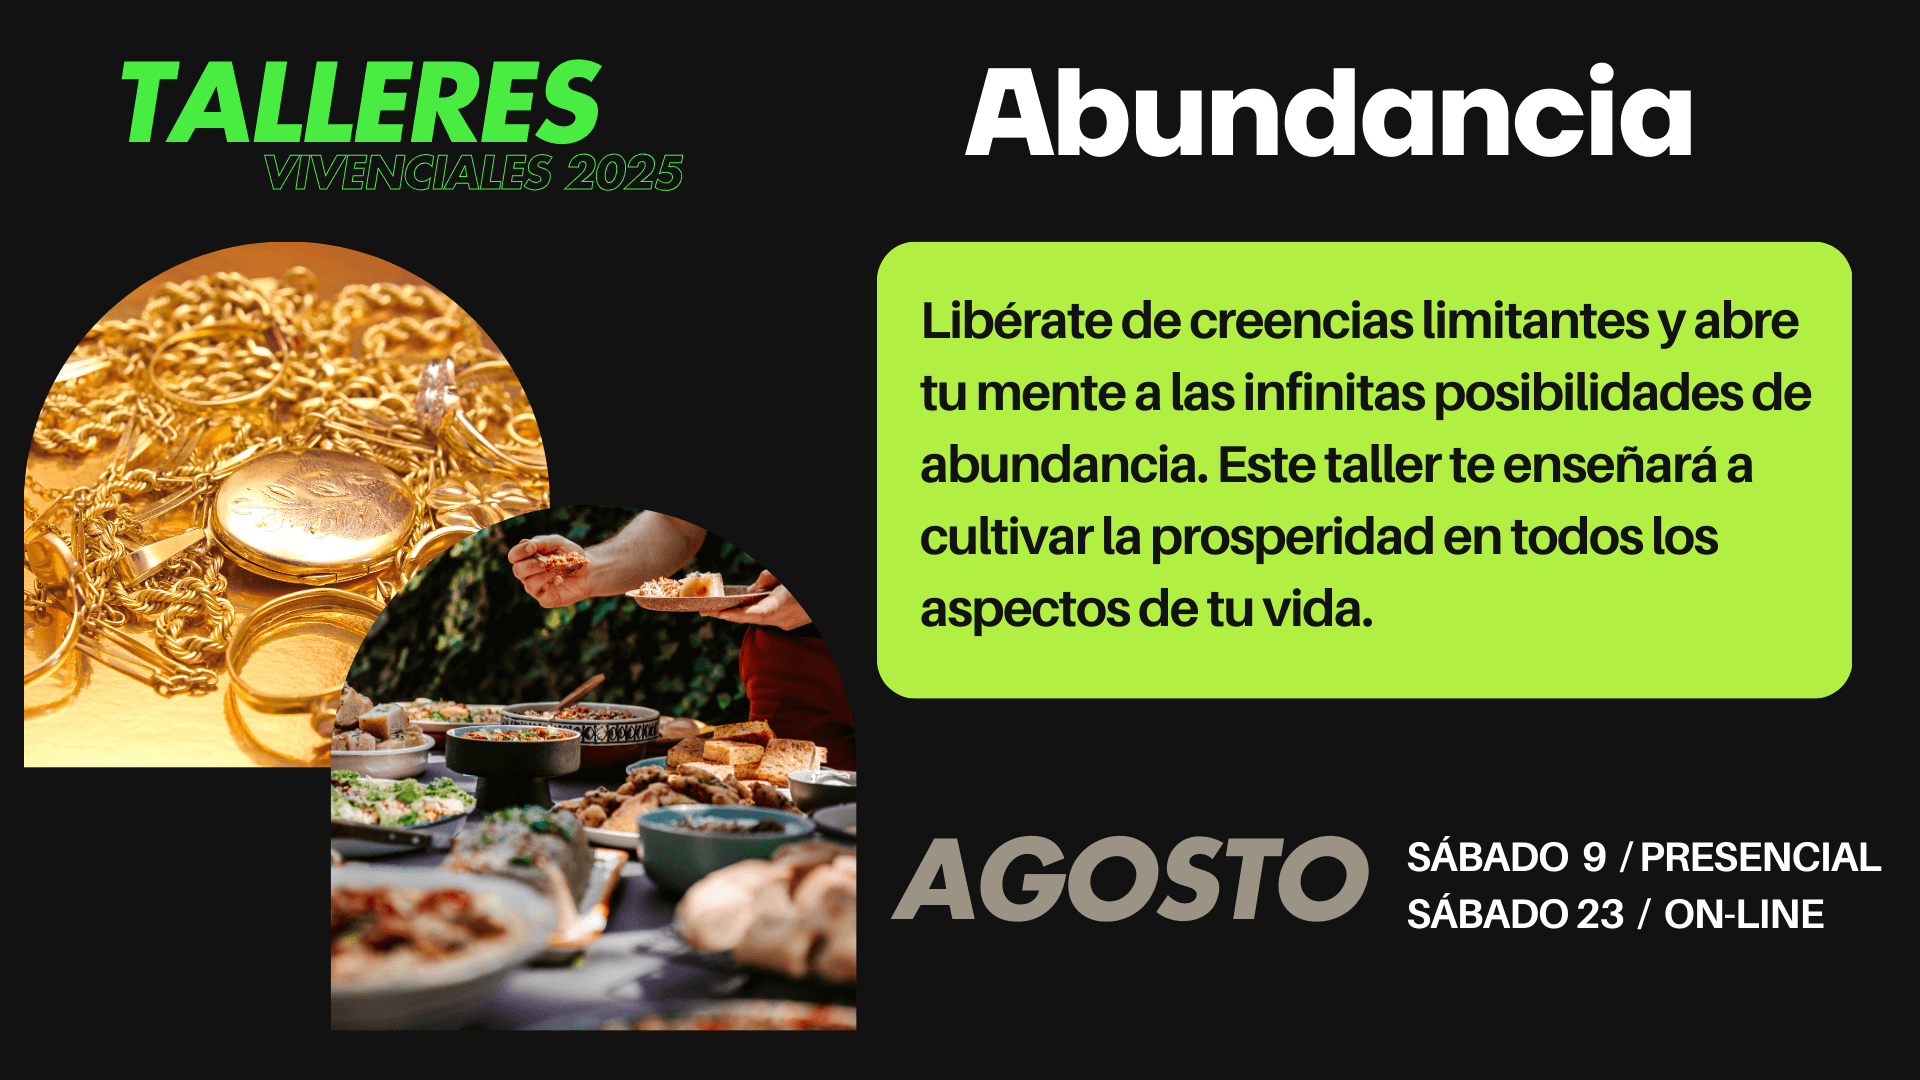 TALLERES
VIVENCIALES 2025
Abundancia
Libérate de creencias limitantes y abre
tu mente a las infinitas posibilidades de
abundancia. Este taller te enseñará a
cultivar la prosperidad en todos los
aspectos de tu vida.
AGOSTO
SÁBADO 9 / PRESENCIAL
SÁBADO 23 / ON-LINE